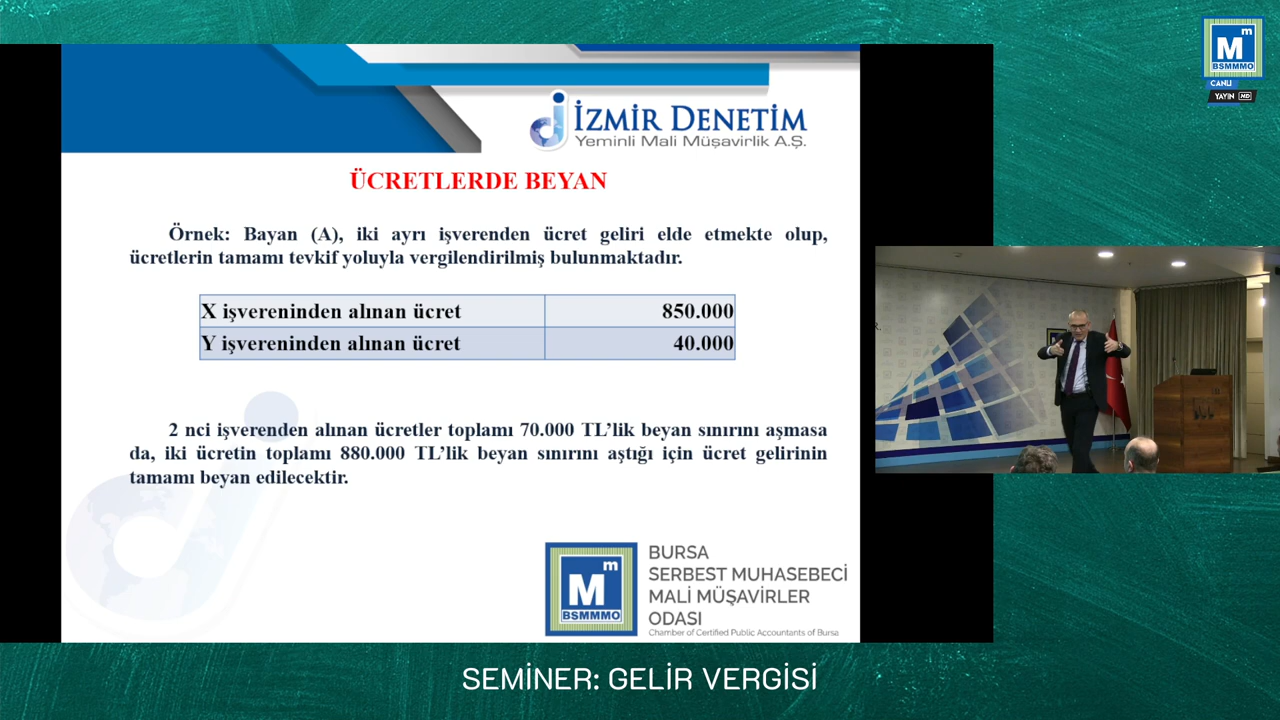 M m
BSMMMO
CANLI
YAYIN HD
İZMİR DENETİM
Yeminli Mali Müşavirlik A.Ş.
ÜCRETLERDE BEYAN
Örnek: Bayan (A), iki ayrı işverenden ücret geliri elde etmekte olup,
ücretlerin tamamı tevkif yoluyla vergilendirilmiş bulunmaktadır.
X işvereninden alınan ücret 850.000
Y işvereninden alınan ücret 40.000
2 nci işverenden alınan ücretler toplamı 70.000 TL’lik beyan sınırını aşmasa
da, iki ücretin toplamı 880.000 TL’lik beyan sınırını aştığı için ücret gelirinin
tamamı beyan edilecektir.
M m
BSMMMO
BURSA
SERBEST MUHASEBECİ
MALİ MÜŞAVİRLER
ODASI
Chamber of Certified Public Accountants of Bursa
SEMİNER: GELİR VERGİSİ